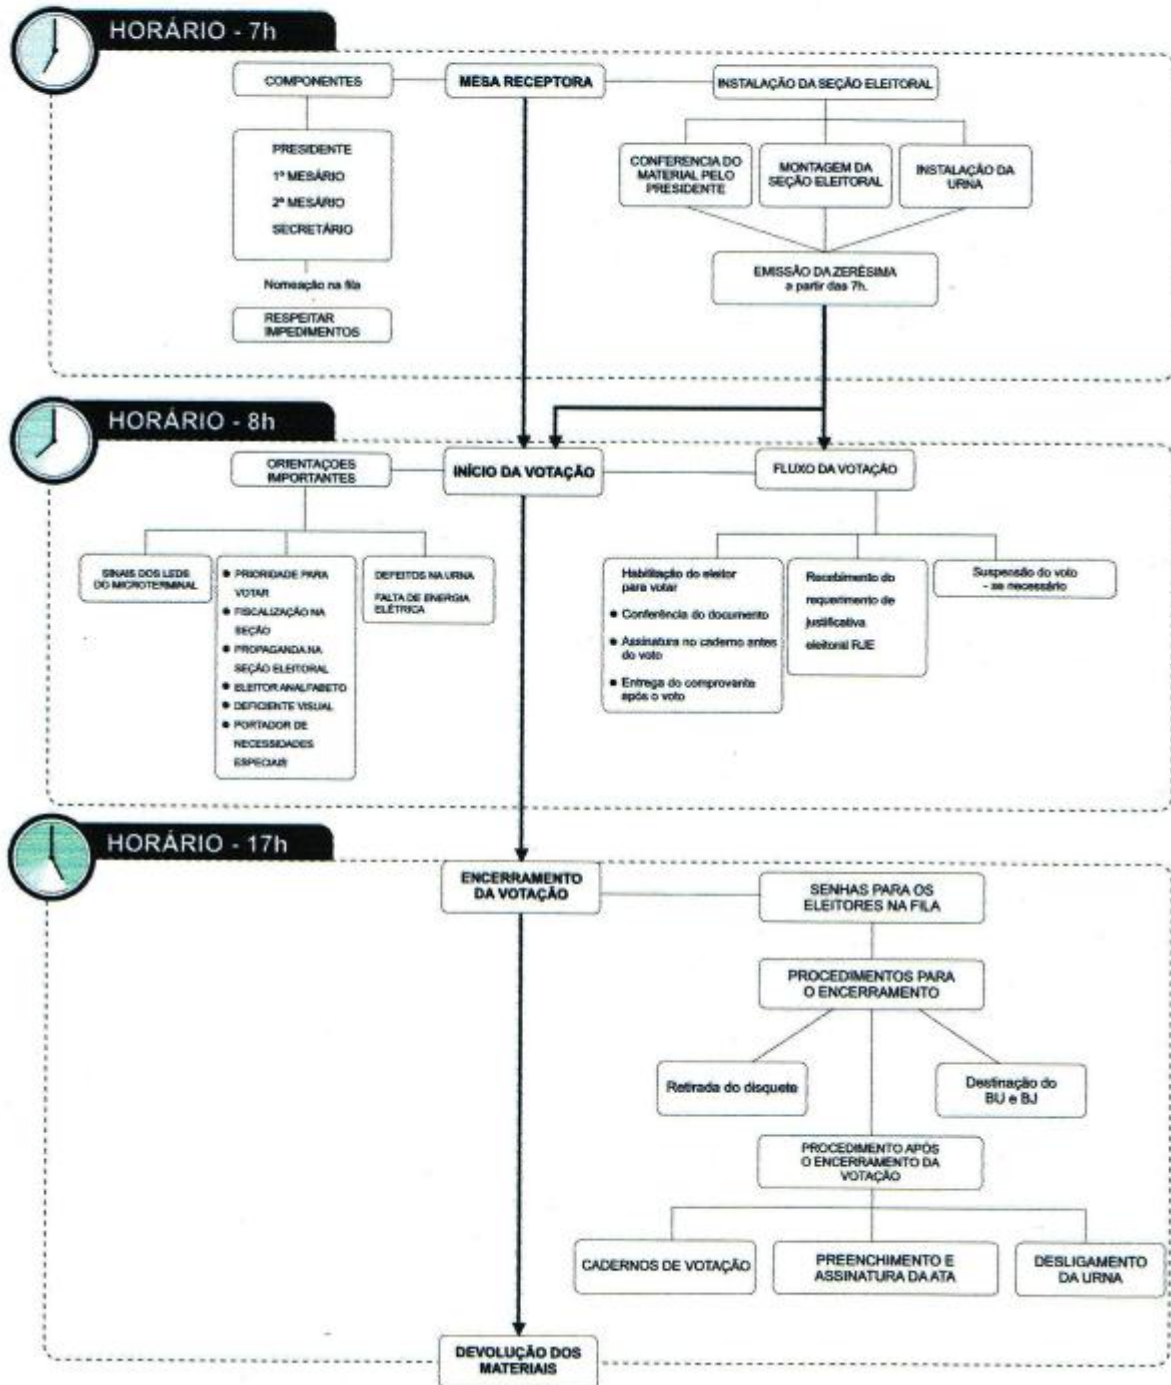 HORÁRIO - 7h
COMPONENTES
MESA RECEPTORA
INSTALAÇÃO DA SEÇÃO ELEITORAL
PRESIDENTE
1º MESÁRIO
2º MESÁRIO
SECRETÁRIO
Nomeação na fila
RESPEITAR
IMPEDIMENTOS
CONFERENCIA DO
MATERIAL PELO
PRESIDENTE
MONTAGEM DA
SEÇÃO ELEITORAL
INSTALAÇÃO DA
URNA
EMISSÃO DA ZERÉSIMA
a partir das 7h.
HORÁRIO - 8h
ORIENTAÇOES
IMPORTANTES
INÍCIO DA VOTAÇÃO
FLUXO DA VOTAÇÃO
SINAIS DOS LEDS
DO MICROTERMINAL
● PRIORIDADE PARA
VOTAR
● FISCALIZAÇÃO NA
SEÇÃO
● PROPAGANDA NA
SEÇÃO ELEITORAL
● ELEITOR ANALFABETO
● DEFICIENTE VISUAL
● PORTADOR DE
NECESSIDADES
ESPECIAIS
DEFEITOS NA URNA
FALTA DE ENERGIA
ELÉTRICA
Habilitação do eleitor
para votar
● Conferência do documento
● Assinatura no caderno antes
do voto
● Entrega do comprovante
após o voto
Recebimento do
requerimento de
justificativa
eleitoral RJE
Suspensão do voto
- se necessário
HORÁRIO - 17h
ENCERRAMENTO
DA VOTAÇÃO
SENHAS PARA OS
ELEITORES NA FILA
PROCEDIMENTOS PARA
O ENCERRAMENTO
Retirada do disquete
Destinação do
BU e BJ
PROCEDIMENTO APÓS
O ENCERRAMENTO DA
VOTAÇÃO
CADERNOS DE VOTAÇÃO
PREENCHIMENTO E
ASSINATURA DA ATA
DESLIGAMENTO
DA URNA
DEVOLUÇÃO DOS
MATERIAIS